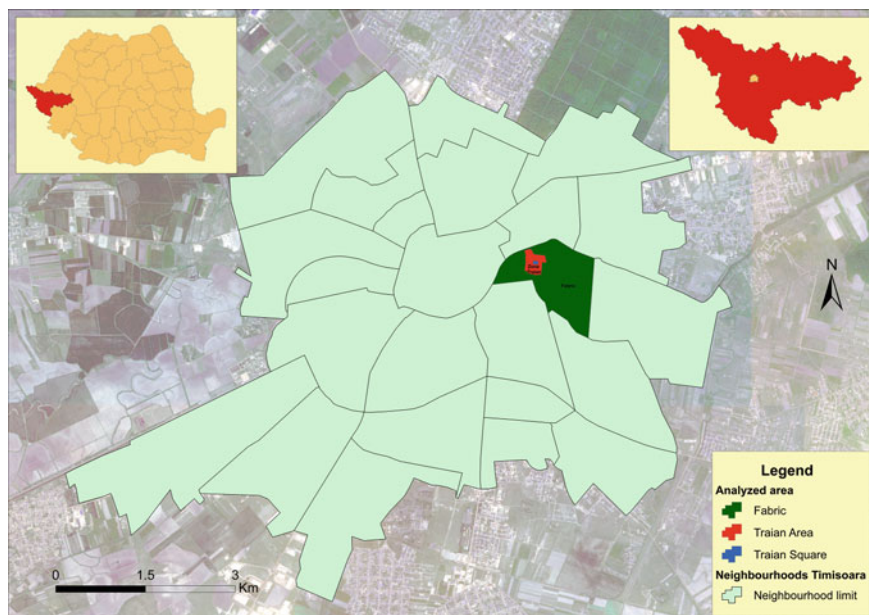 N
Legend
Analyzed area
Fabric
Traian Area
Traian Square
Neighbourhoods Timisoara
Neighbourhood limit
0 1.5 3
Km